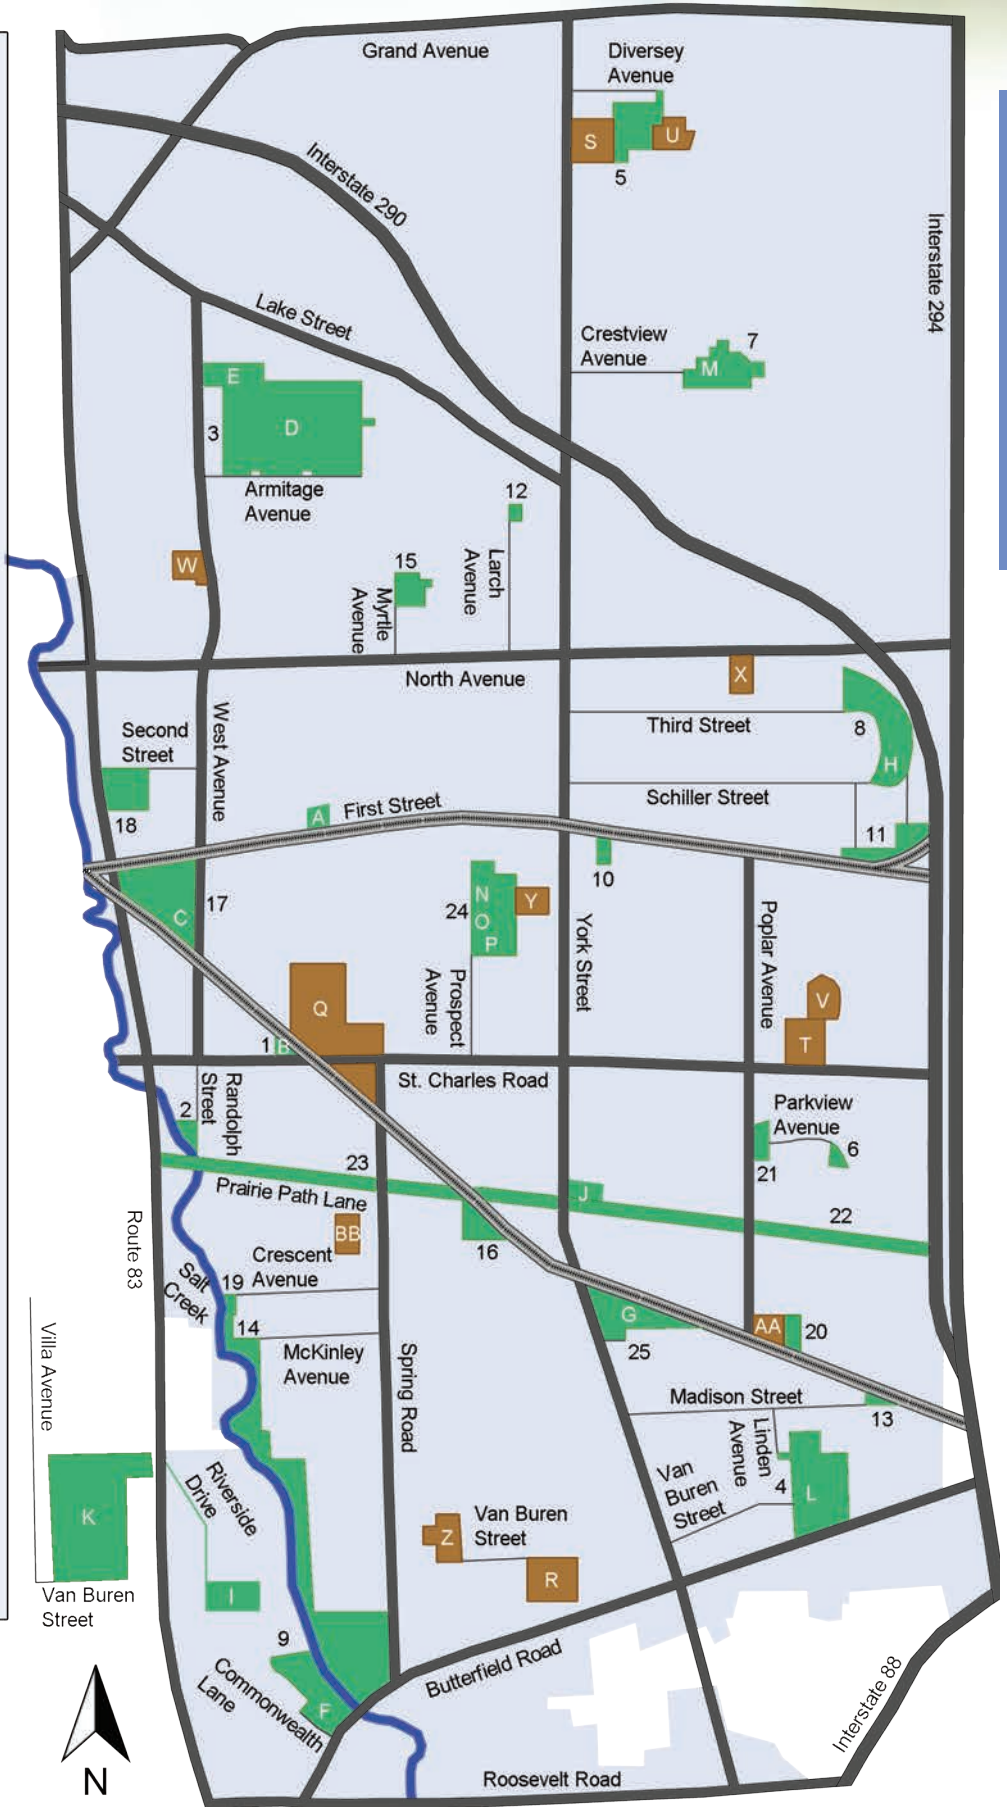 Grand Avenue
Diversey
Avenue
S
U
5
Interstate 290
Interstate 294
Lake Street
Crestview
Avenue
7
M
E
3
D
Armitage
Avenue
12
Larch
Avenue
15
Myrtle
Avenue
W
North Avenue
X
Second
Street
West Avenue
Third Street
8
H
Schiller Street
18
A
First Street
11
10
17
C
24
N
O
P
Y
York Street
Poplar Avenue
Prospect
Avenue
Q
V
T
1
B
St. Charles Road
Randolph
Street
2
Parkview
Avenue
6
21
23
Prairie Path Lane
J
22
16
BB
Route 83
Salt
Creek
19
Crescent
Avenue
14
McKinley
Avenue
G
25
AA
20
Villa Avenue
Spring Road
Madison Street
13
Linden
Avenue
Van
Buren
Street
4
L
K
Riverside
Drive
Z
Van Buren
Street
R
I
Van Buren
Street
9
Commonwealth
Lane
F
Butterfield Road
Interstate 88
N
Roosevelt Road